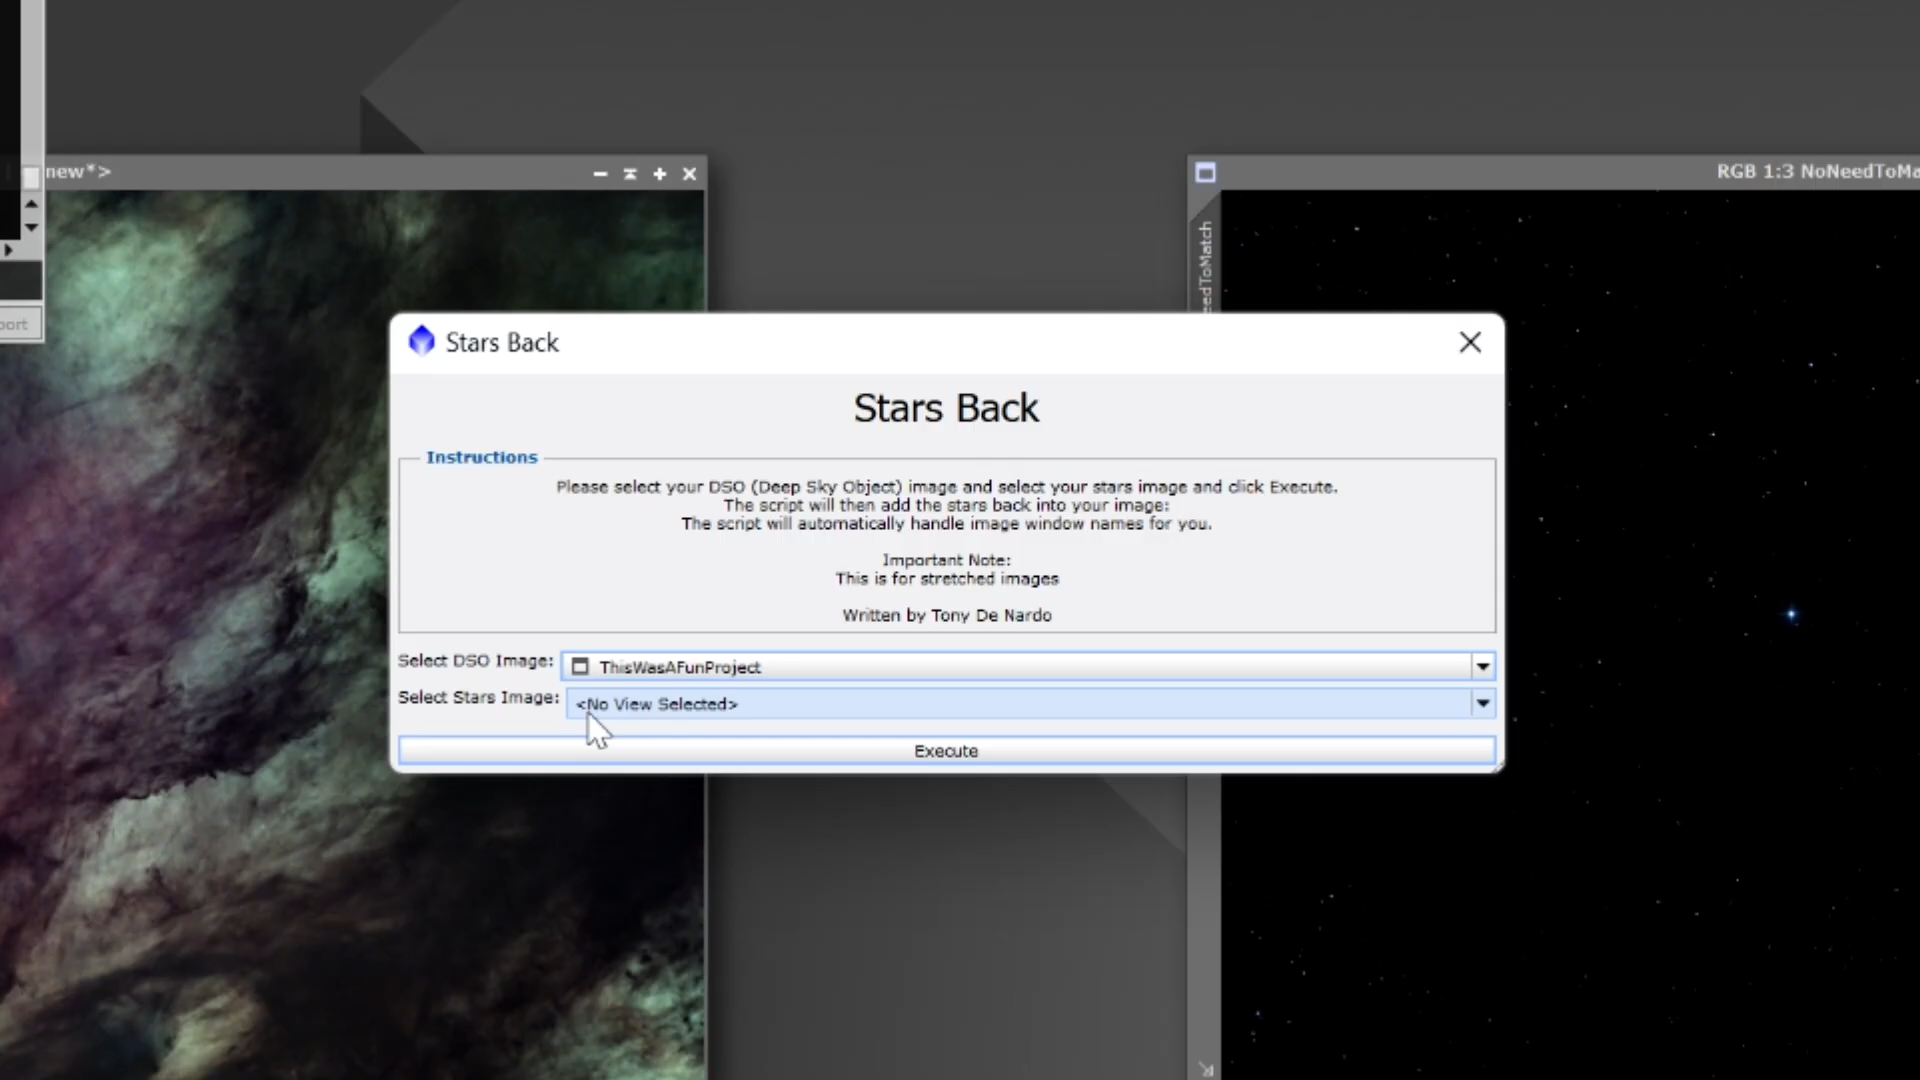 new*>
RGB 1:3 NoNeedToMa
eedToMatch
port
Stars Back
Stars Back
Instructions
Please select your DSO (Deep Sky Object) image and select your stars image and click Execute.
The script will then add the stars back into your image:
The script will automatically handle image window names for you.
Important Note:
This is for stretched images
Written by Tony De Nardo
Select DSO Image: ThisWasAFunProject
Select Stars Image: <No View Selected>
Execute